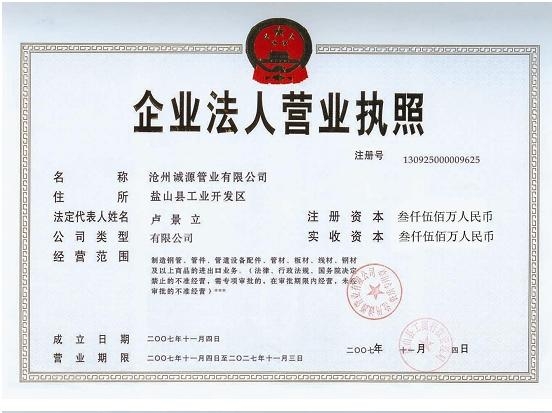 企业法人营业执照
注册号 130925000009625
名 称 沧州诚源管业有限公司
住 所 盐山县工业开发区
法定代表人姓名 卢景立 注册资本 叁仟伍佰万人民币
公司类型 有限公司 实收资本 叁仟伍佰万人民币
经营范围 制造钢管、管件、管道设备配件、管材、板材、线材、钢材
及以上商品的进出口业务。（法律、行政法规、国务院决定
禁止的不准经营；需专项审批的，在审批期限内经营，未经
审批的不准经营）***
成立日期 二〇〇七年十一月四日
营业期限 二〇〇七年十一月四日至二〇二七年十一月三日
二〇〇七年 十一月 四日